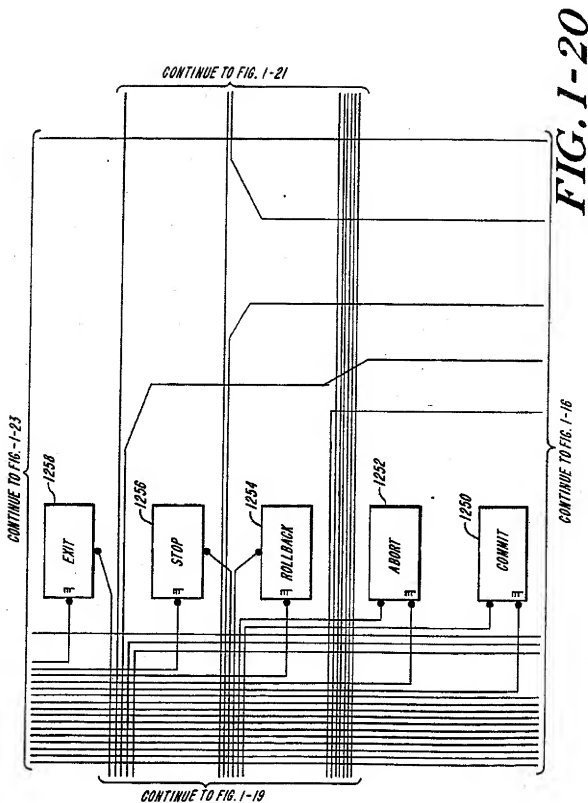 CONTINUE TO FIG. 1-21
FIG. 1-20
CONTINUE TO FIG.-1-23
1258
EXIT
E
1256
STOP
E
1254
ROLLBACK
E
1252
ABORT
E
1250
COMMIT
E
CONTINUE TO FIG. 1-16
CONTINUE TO FIG. 1-19